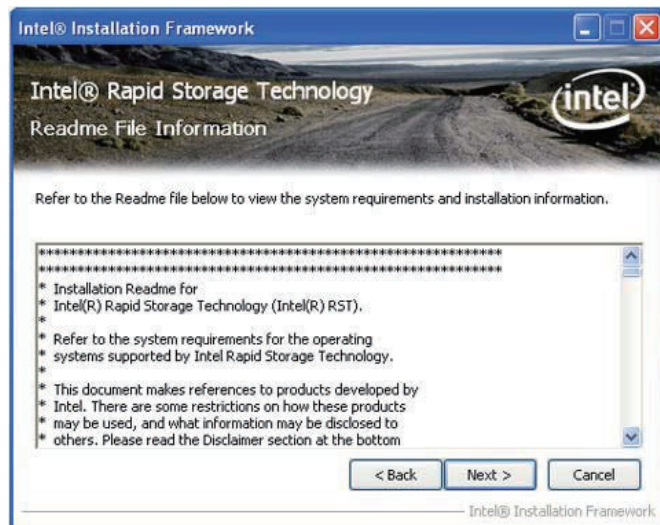 Intel® Installation Framework
Intel® Rapid Storage Technology
Readme File Information
intel
Refer to the Readme file below to view the system requirements and installation information.
************************************************************
************************************************************
* Installation Readme for
* Intel(R) Rapid Storage Technology (Intel(R) RST).
*
* Refer to the system requirements for the operating
* systems supported by Intel Rapid Storage Technology.
*
* This document makes references to products developed by
* Intel. There are some restrictions on how these products
* may be used, and what information may be disclosed to
* others. Please read the Disclaimer section at the bottom
< Back Next > Cancel
Intel® Installation Framework